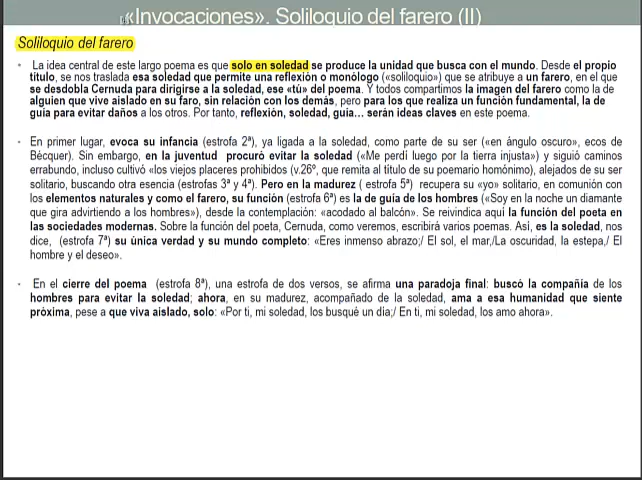 «Invocaciones». Soliloquio del farero (II)
Soliloquio del farero
• La idea central de este largo poema es que solo en soledad se produce la unidad que busca con el mundo. Desde el propio
título, se nos traslada esa soledad que permite una reflexión o monólogo («soliloquio») que se atribuye a un farero, en el que
se desdobla Cernuda para dirigirse a la soledad, ese «tú» del poema. Y todos compartimos la imagen del farero como la de
alguien que vive aislado en su faro, sin relación con los demás, pero para los que realiza un función fundamental, la de
guía para evitar daños a los otros. Por tanto, reflexión, soledad, guía... serán ideas claves en este poema.
• En primer lugar, evoca su infancia (estrofa 2ª), ya ligada a la soledad, como parte de su ser («en ángulo oscuro», ecos de
Bécquer). Sin embargo, en la juventud procuró evitar la soledad («Me perdí luego por la tierra injusta») y siguió caminos
errabundo, incluso cultivó «los viejos placeres prohibidos (v.26º, que remita al título de su poemario homónimo), alejados de su ser
solitario, buscando otra esencia (estrofas 3ª y 4ª). Pero en la madurez ( estrofa 5ª) recupera su «yo» solitario, en comunión con
los elementos naturales y como el farero, su función (estrofa 6ª) es la de guía de los hombres («Soy en la noche un diamante
que gira advirtiendo a los hombres»), desde la contemplación: «acodado al balcón». Se reivindica aquí la función del poeta en
las sociedades modernas. Sobre la función del poeta, Cernuda, como veremos, escribirá varios poemas. Así, es la soledad, nos
dice, (estrofa 7ª) su única verdad y su mundo completo: «Eres inmenso abrazo;/ El sol, el mar,/La oscuridad, la estepa,/ El
hombre y el deseo».
• En el cierre del poema (estrofa 8ª), una estrofa de dos versos, se afirma una paradoja final: buscó la compañía de los
hombres para evitar la soledad; ahora, en su madurez, acompañado de la soledad, ama a esa humanidad que siente
próxima, pese a que viva aislado, solo: «Por ti, mi soledad, los busqué un día;/ En ti, mi soledad, los amo ahora».